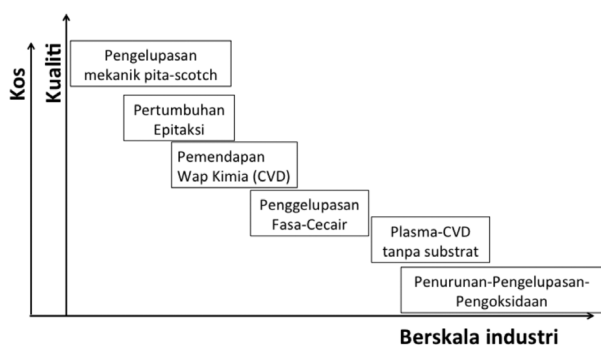 Kos
Kualiti
Pengelupasan
mekanik pita-scotch
Pertumbuhan
Epitaksi
Pemendapan
Wap Kimia (CVD)
Penggelupasan
Fasa-Cecair
Plasma-CVD
tanpa substrat
Penurunan-Pengelupasan-
Pengoksidaan
Berskala industri